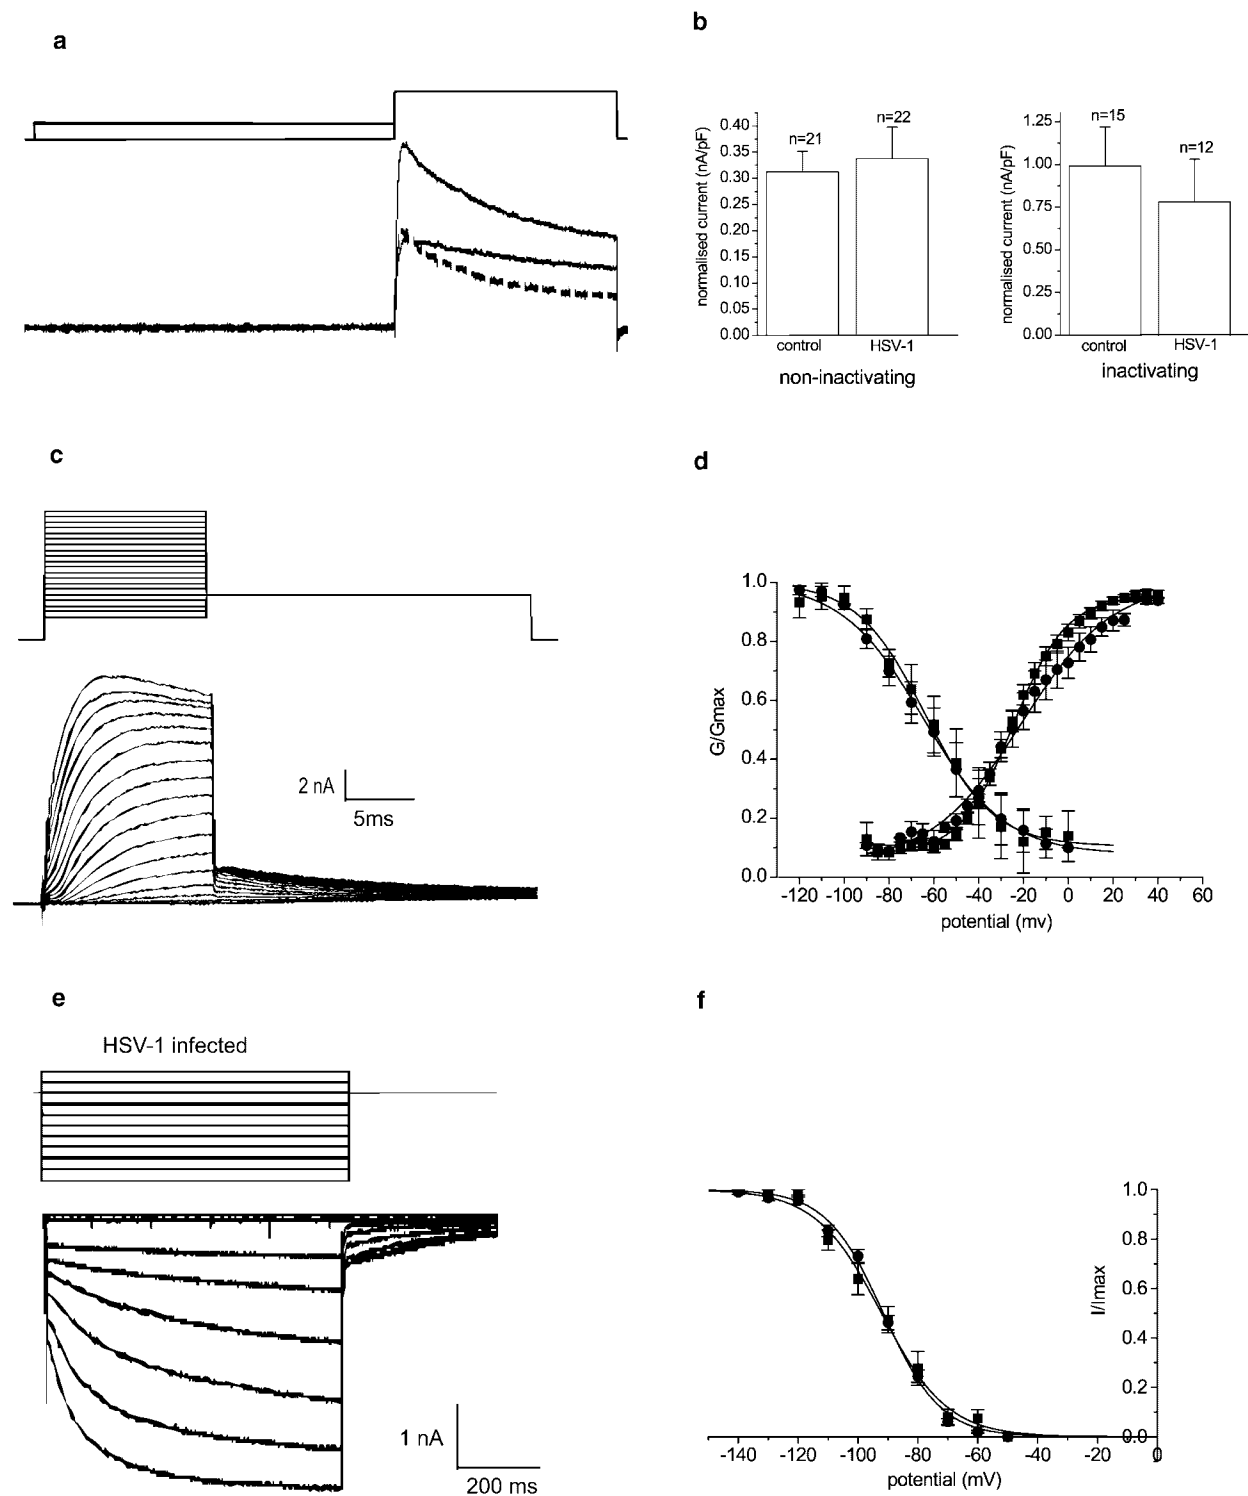 a
b
normalised current (nA/pF)
0.40
0.35
0.30
0.25
0.20
0.15
0.10
0.05
0.00
n=21
n=22
control
HSV-1
non-inactivating
normalised current (nA/pF)
1.25
1.00
0.75
0.50
0.25
0.00
n=15
n=12
control
HSV-1
inactivating
c
2 nA
5ms
d
G/Gmax
1.0
0.8
0.6
0.4
0.2
0.0
-120 -100 -80 -60 -40 -20 0 20 40 60
potential (mv)
e
HSV-1 infected
1 nA
200 ms
f
1.0
0.8
0.6
0.4
0.2
0.0
I/Imax
-140 -120 -100 -80 -60 -40 -20 0
potential (mV)